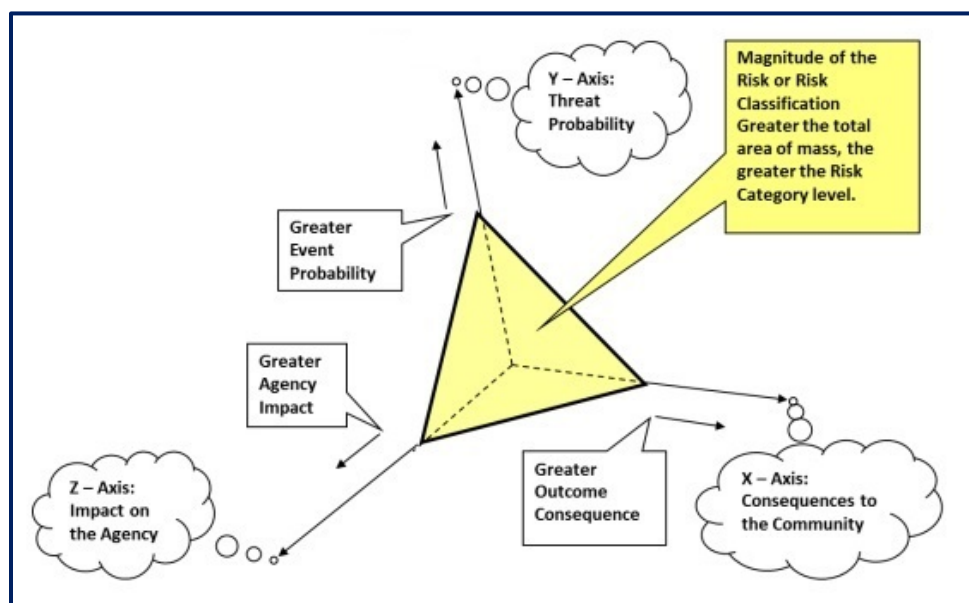 Y – Axis:
Threat
Probability
Magnitude of the
Risk or Risk
Classification
Greater the total
area of mass, the
greater the Risk
Category level.
Greater
Event
Probability
Greater
Agency
Impact
Z – Axis:
Impact on
the Agency
Greater
Outcome
Consequence
X – Axis:
Consequences to
the Community